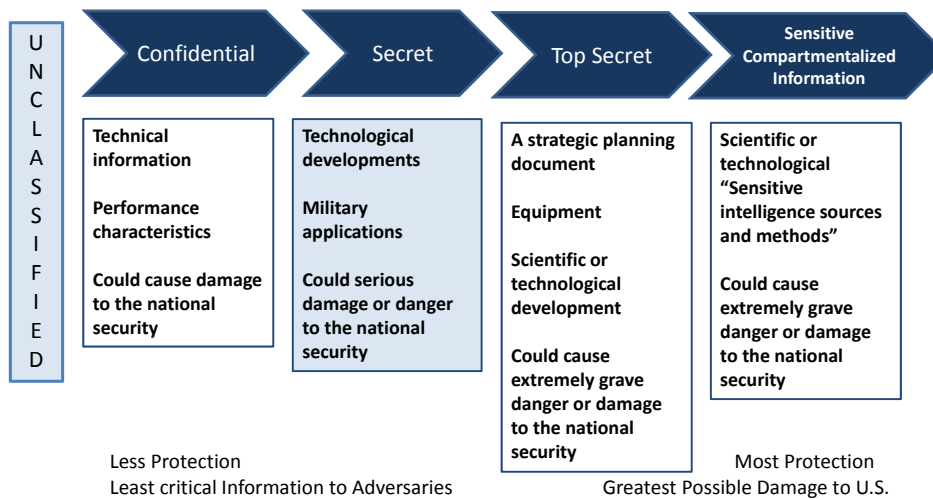 UNCLASSIFIED
Confidential
Secret
Top Secret
Sensitive
Compartmentalized
Information
Technical
information
Performance
characteristics
Could cause damage
to the national
security
Technological
developments
Military
applications
Could serious
damage or danger
to the national
security
A strategic planning
document
Equipment
Scientific or
technological
development
Could cause
extremely grave
danger or damage
to the national
security
Scientific or
technological
“Sensitive
intelligence sources
and methods”
Could cause
extremely grave
danger or damage
to the national
security
Less Protection
Least critical Information to Adversaries
Most Protection
Greatest Possible Damage to U.S.